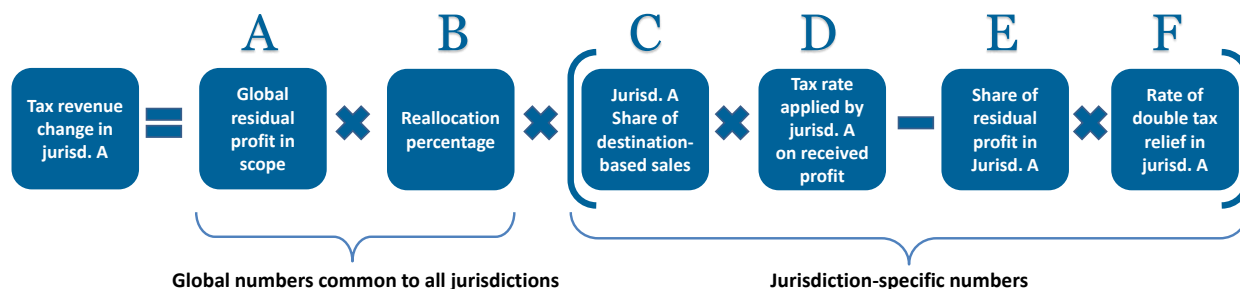 A B C D E F
Tax revenue
change in
jurisd. A
Global
residual
profit in
scope
Reallocation
percentage
Jurisd. A
Share of
destination-
based sales
Tax rate
applied by
jurisd. A
on received
profit
Share of
residual
profit in
Jurisd. A
Rate of
double tax
relief in
jurisd. A
Global numbers common to all jurisdictions
Jurisdiction-specific numbers